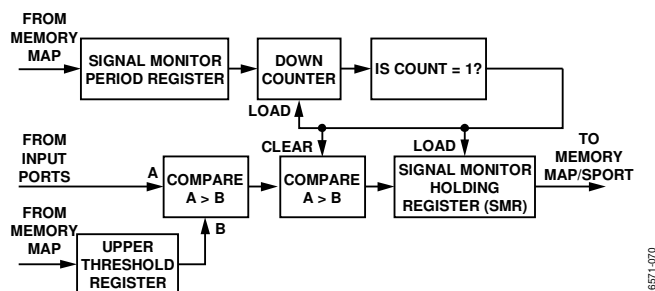 FROM
MEMORY
MAP
SIGNAL MONITOR
PERIOD REGISTER
DOWN
COUNTER
IS COUNT = 1?
LOAD
FROM
INPUT
PORTS
A
COMPARE
A > B
CLEAR
COMPARE
A > B
LOAD
SIGNAL MONITOR
HOLDING
REGISTER (SMR)
TO
MEMORY
MAP/SPORT
FROM
MEMORY
MAP
B
UPPER
THRESHOLD
REGISTER
6571-070